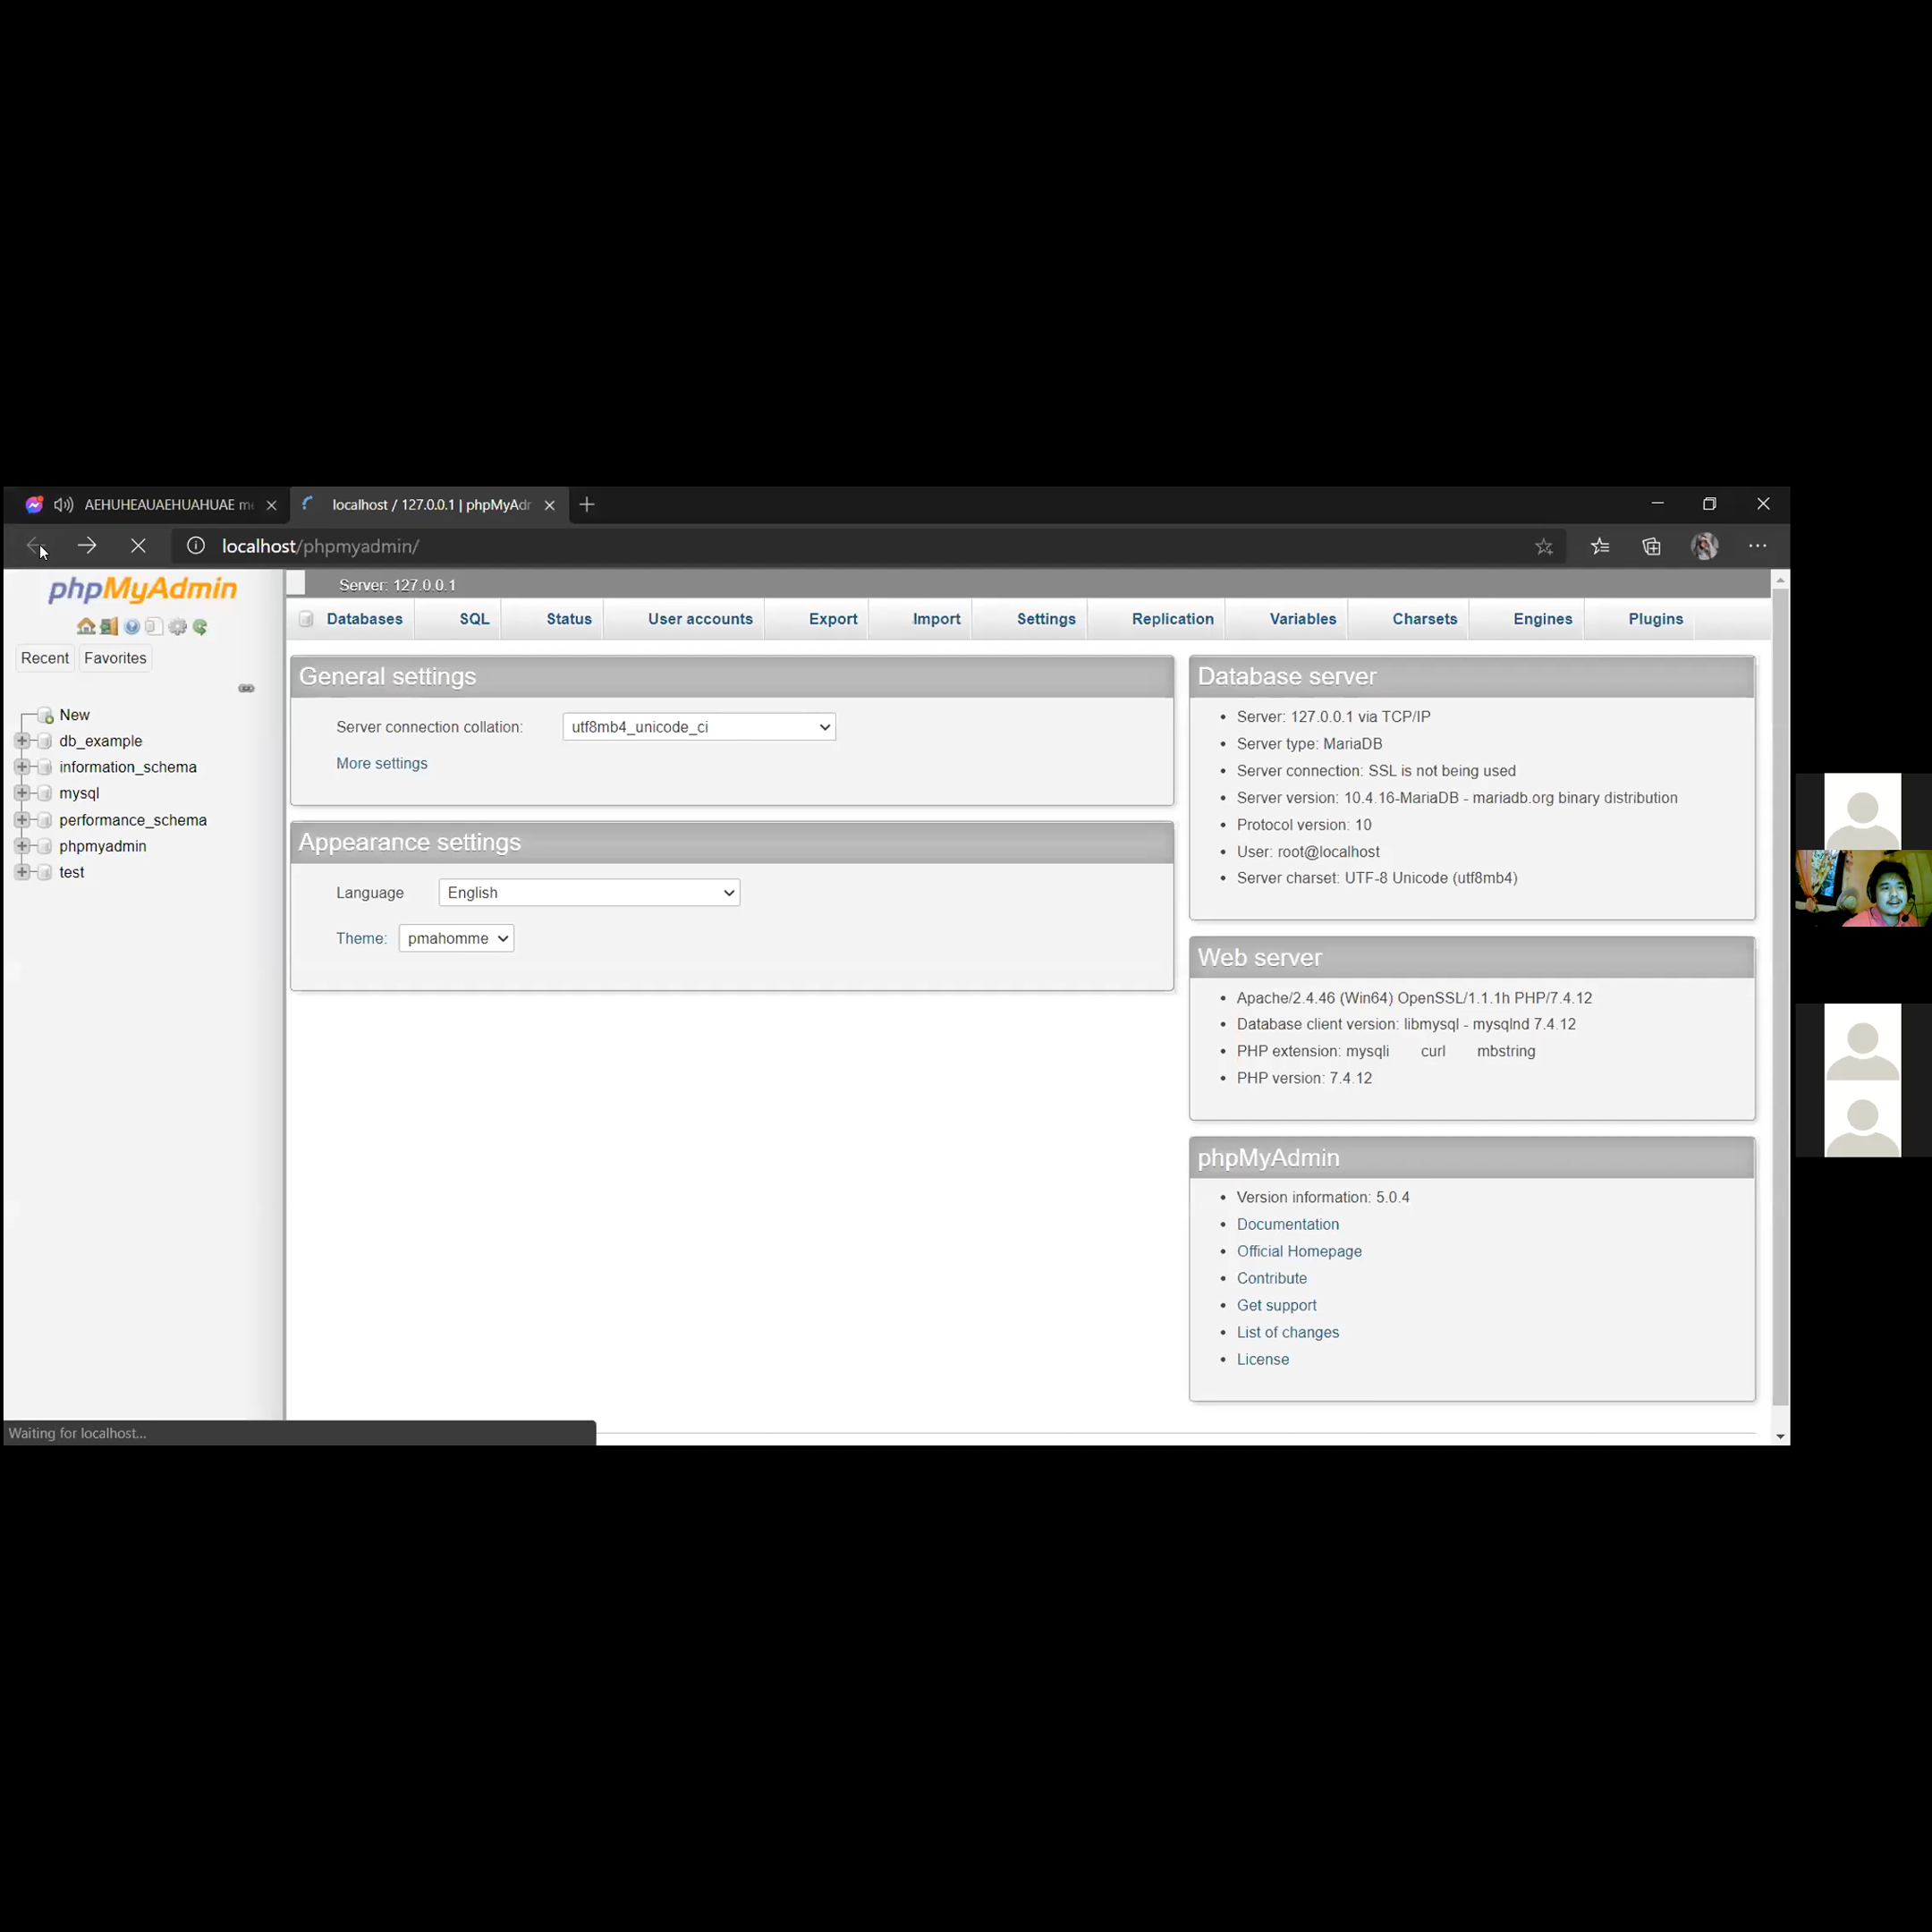 AEHUHEAUAEHUAHUAE me
localhost / 127.0.0.1 | phpMyAdr
localhost/phpmyadmin/
phpMyAdmin
Recent Favorites
New
db_example
information_schema
mysql
performance_schema
phpmyadmin
test
Server: 127.0.0.1
Databases SQL Status User accounts Export Import Settings Replication Variables Charsets Engines Plugins
General settings
Server connection collation: utf8mb4_unicode_ci
More settings
Appearance settings
Language English
Theme: pmahomme
Database server
• Server: 127.0.0.1 via TCP/IP
• Server type: MariaDB
• Server connection: SSL is not being used
• Server version: 10.4.16-MariaDB - mariadb.org binary distribution
• Protocol version: 10
• User: root@localhost
• Server charset: UTF-8 Unicode (utf8mb4)
Web server
• Apache/2.4.46 (Win64) OpenSSL/1.1.1h PHP/7.4.12
• Database client version: libmysql - mysqlnd 7.4.12
• PHP extension: mysqli curl mbstring
• PHP version: 7.4.12
phpMyAdmin
• Version information: 5.0.4
• Documentation
• Official Homepage
• Contribute
• Get support
• List of changes
• License
Waiting for localhost...